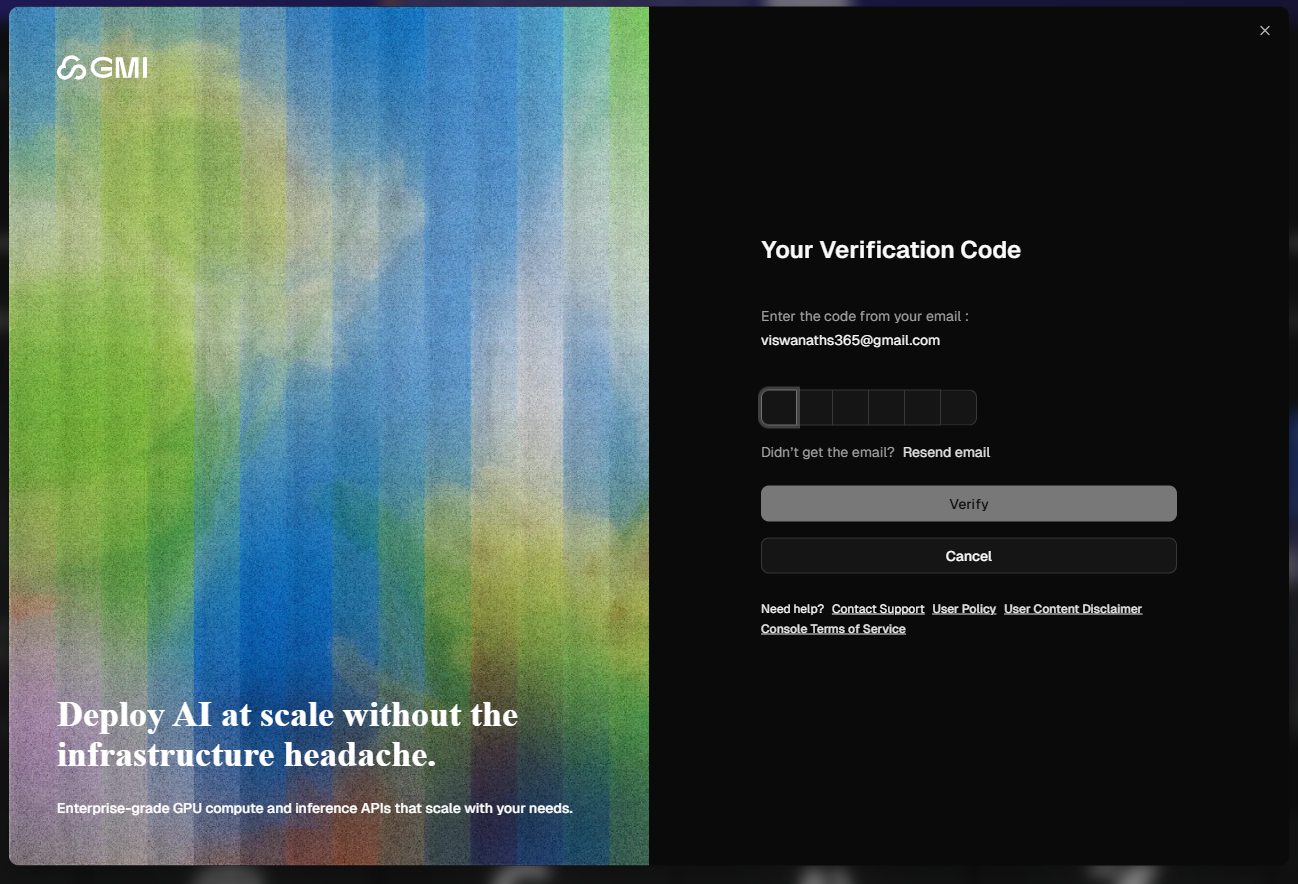 GMI
Deploy AI at scale without the
infrastructure headache.
Enterprise-grade GPU compute and inference APIs that scale with your needs.
Your Verification Code
Enter the code from your email :
viswanaths365@gmail.com
Didn't get the email? Resend email
Verify
Cancel
Need help? Contact Support User Policy User Content Disclaimer
Console Terms of Service